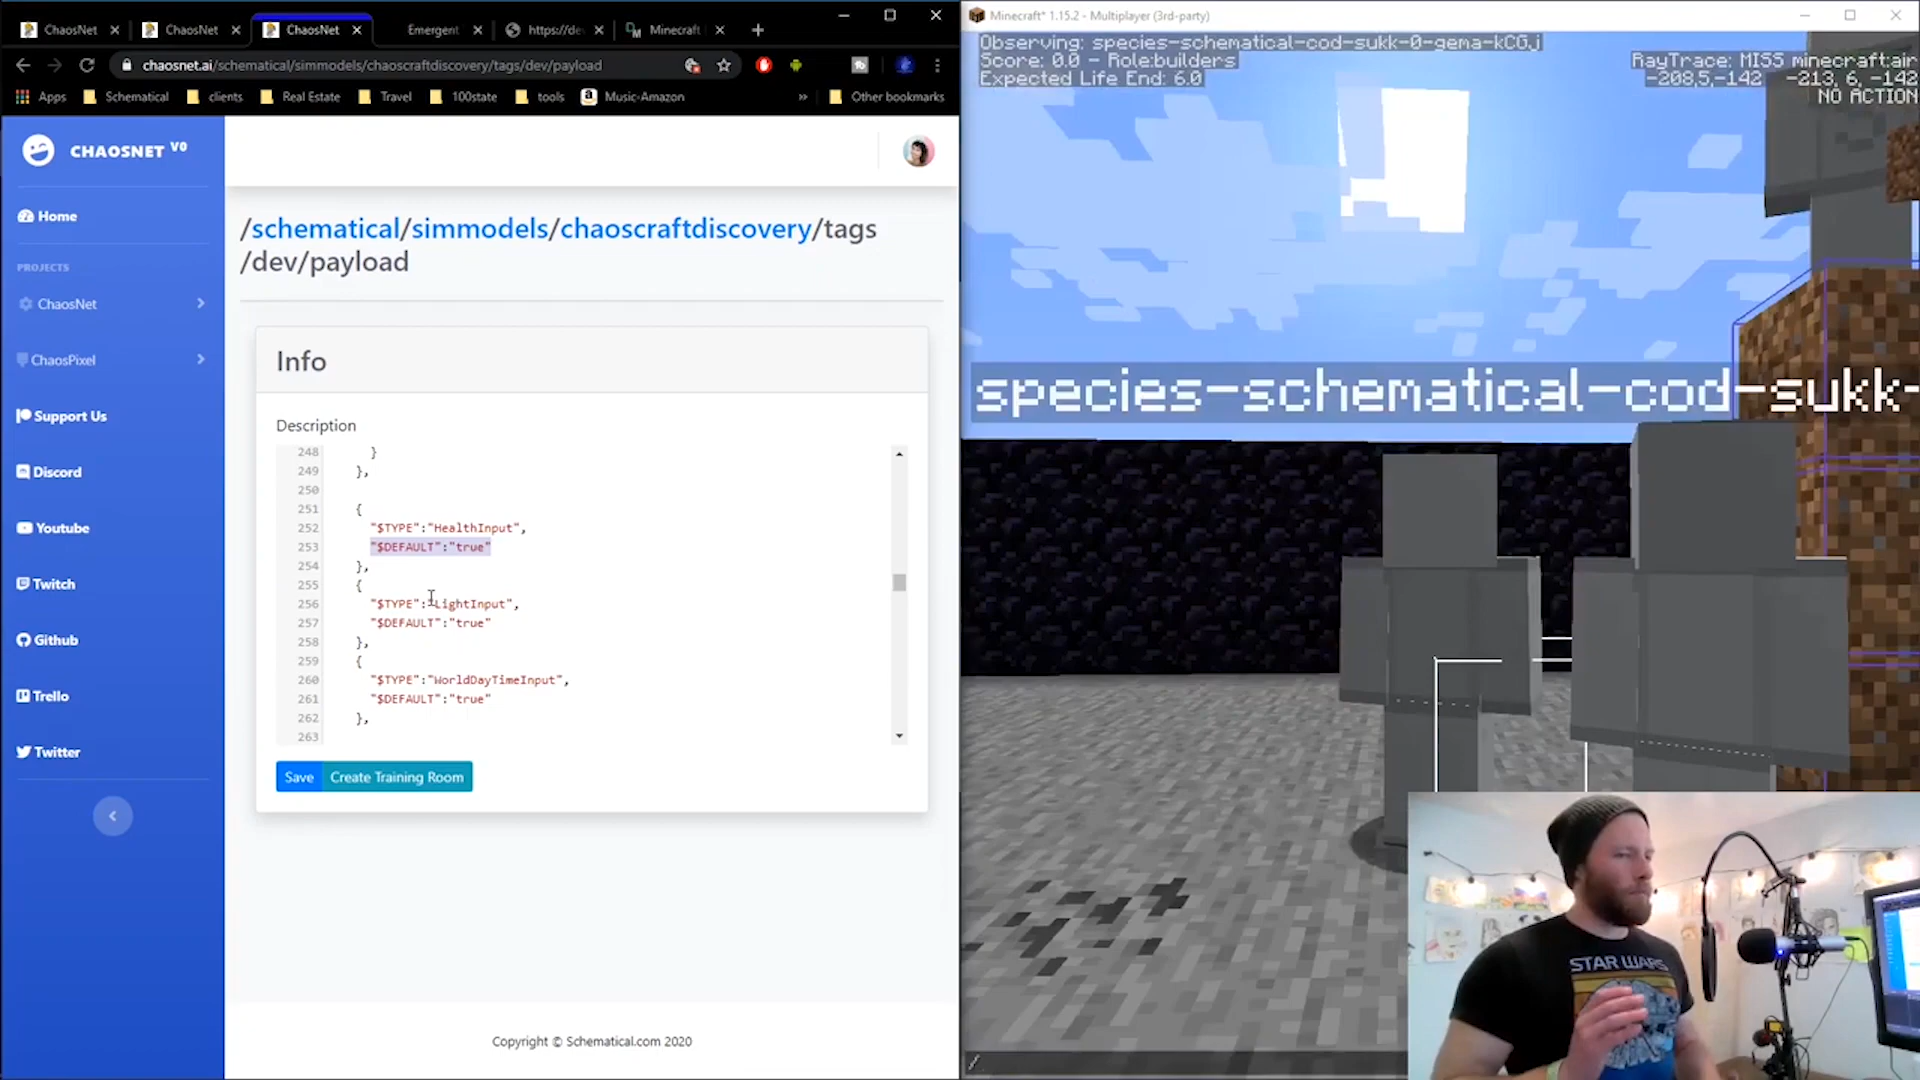 ChaosNet
ChaosNet
ChaosNet
Emergent
https://de
Minecraft
chaosnet.ai/schematical/simmodels/chaoscraftdiscovery/tags/dev/payload
Apps
Schematical
clients
Real Estate
Travel
100state
tools
Music-Amazon
»
Other bookmarks
CHAOSNET V0
Home
PROJECTS
ChaosNet
ChaosPixel
Support Us
Discord
Youtube
Twitch
Github
Trello
Twitter
/schematical/simmodels/chaoscraftdiscovery/tags
/dev/payload
Info
Description
248 }
249 },
250
251 {
252 "$TYPE":"HealthInput",
253 "$DEFAULT":"true"
254 },
255 {
256 "$TYPE":"LightInput",
257 "$DEFAULT":"true"
258 },
259 {
260 "$TYPE":"WorldDayTimeInput",
261 "$DEFAULT":"true"
262 },
263
Save
Create Training Room
Copyright © Schematical.com 2020
Minecraft* 1.15.2 - Multiplayer (3rd-party)
Observing: species-schematical-cod-sukk-0-gema-kCGJ
Score: 0.0 - Role:builders
Expected Life End: 6.0
RayTrace: MISS minecraft:air
-208,5,-142 -213, 6, -142
NO ACTION
species-schematical-cod-sukk-
/
STAR WARS